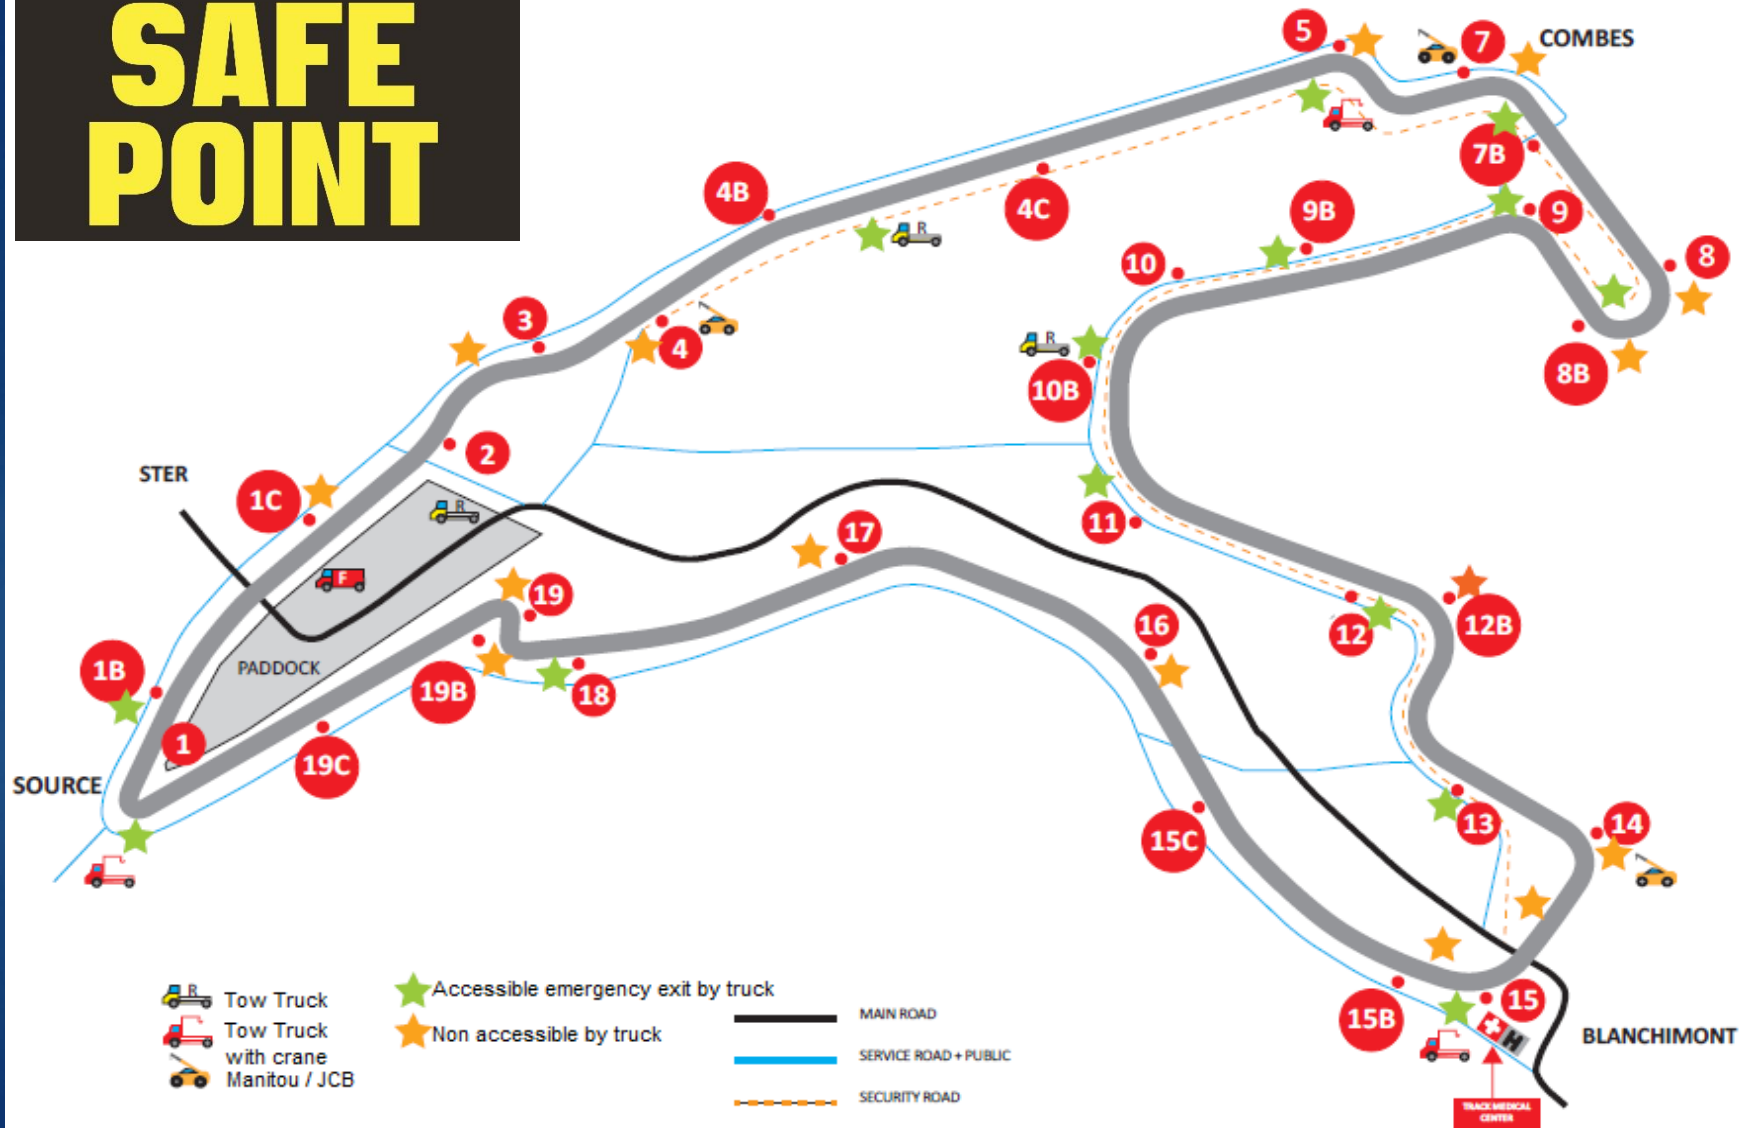 SAFE
POINT
5
7
COMBES
7B
4B
4C
9B
9
8
10
3
4
8B
10B
2
STER
1C
11
17
19
12
12B
16
1B
PADDOCK
19B
18
1
19C
SOURCE
13
14
15C
15
15B
BLANCHIMONT
R
R
R
F
H
R
Tow Truck
Tow Truck
with crane
Manitou / JCB
Accessible emergency exit by truck
Non accessible by truck
MAIN ROAD
SERVICE ROAD + PUBLIC
SECURITY ROAD
TRACK MEDICAL
CENTER